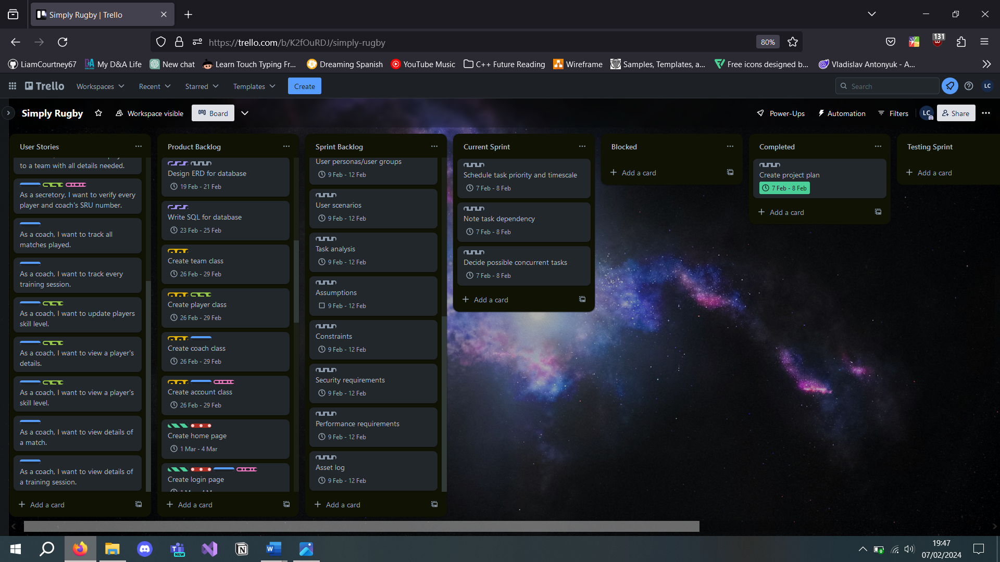 Simply Rugby | Trello
https://trello.com/b/K2fOuRDJ/simply-rugby
80%
131
LiamCourtney67
My D&A Life
New chat
Learn Touch Typing Fr...
Dreaming Spanish
YouTube Music
C++ Future Reading
Wireframe
Samples, Templates, a...
Free icons designed b...
Vladislav Antonyuk - A...
Trello
Workspaces
Recent
Starred
Templates
Create
Search
LC
Simply Rugby
Workspace visible
Board
Power-Ups
Automation
Filters
LC
Share
User Stories
to a team with all details needed.
As a secretory, I want to verify every
player and coach's SRU number.
As a coach, I want to track all
matches played.
As a coach, I want to track every
training session.
As a coach, I want to update players
skill level.
As a coach, I want to view a player's
details.
As a coach, I want to view a player's
skill level.
As a coach, I want to view details of
a match.
As a coach, I want to view details of
a training session.
Add a card
Product Backlog
Design ERD for database
19 Feb - 21 Feb
Write SQL for database
23 Feb - 25 Feb
Create team class
26 Feb - 29 Feb
Create player class
26 Feb - 29 Feb
Create coach class
26 Feb - 29 Feb
Create account class
26 Feb - 29 Feb
Create home page
1 Mar - 4 Mar
Create login page
Add a card
Sprint Backlog
User personas/user groups
9 Feb - 12 Feb
User scenarios
9 Feb - 12 Feb
Task analysis
9 Feb - 12 Feb
Assumptions
9 Feb - 12 Feb
Constraints
9 Feb - 12 Feb
Security requirements
9 Feb - 12 Feb
Performance requirements
9 Feb - 12 Feb
Asset log
9 Feb - 12 Feb
Add a card
Current Sprint
Schedule task priority and timescale
7 Feb - 8 Feb
Note task dependency
7 Feb - 8 Feb
Decide possible concurrent tasks
7 Feb - 8 Feb
Add a card
Blocked
Add a card
Completed
Create project plan
7 Feb - 8 Feb
Add a card
Testing Sprint
Add a card
NEW
19:47
07/02/2024